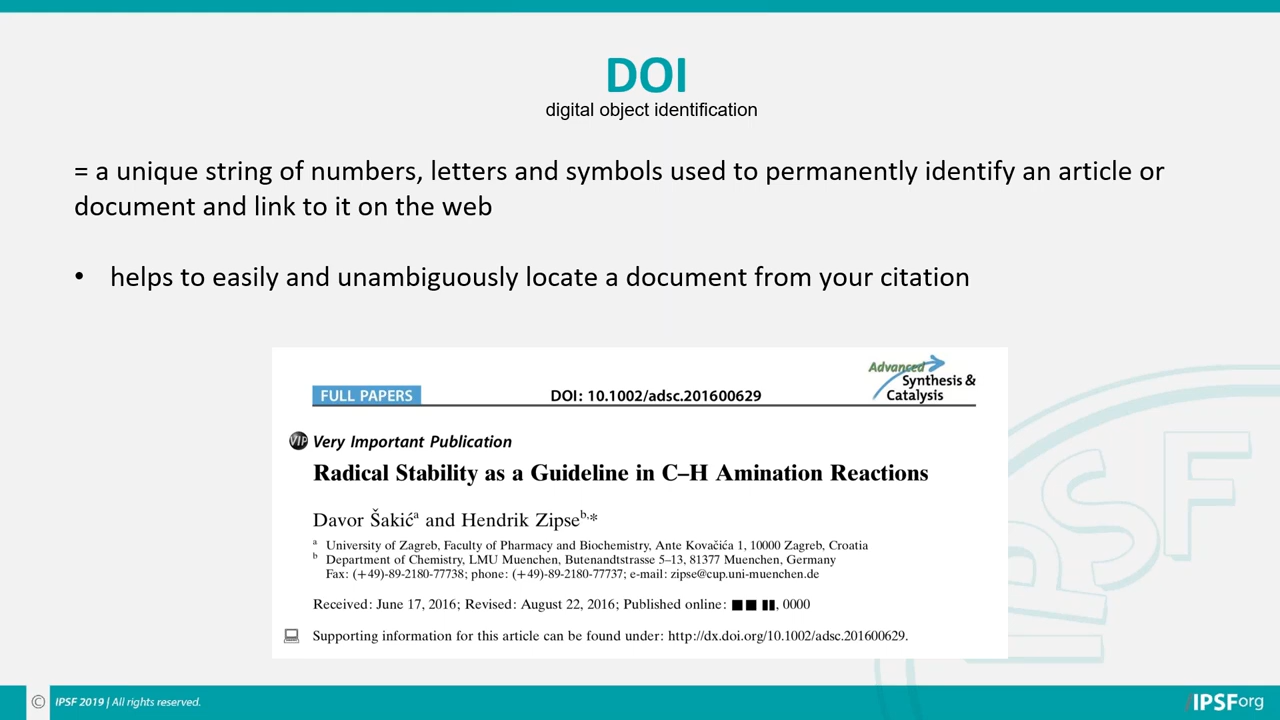 DOI
digital object identification
= a unique string of numbers, letters and symbols used to permanently identify an article or
document and link to it on the web
• helps to easily and unambiguously locate a document from your citation
FULL PAPERS
DOI: 10.1002/adsc.201600629
Advanced
Synthesis &
Catalysis
VIP Very Important Publication
Radical Stability as a Guideline in C–H Amination Reactions
Davor Šakićᵃ and Hendrik Zipseᵇ,*
ᵃ University of Zagreb, Faculty of Pharmacy and Biochemistry, Ante Kovačića 1, 10000 Zagreb, Croatia
ᵇ Department of Chemistry, LMU Muenchen, Butenandtstrasse 5–13, 81377 Muenchen, Germany
Fax: (+49)-89-2180-77738; phone: (+49)-89-2180-77737; e-mail: zipse@cup.uni-muenchen.de
Received: June 17, 2016; Revised: August 22, 2016; Published online: ■■ ▮▮, 0000
Supporting information for this article can be found under: http://dx.doi.org/10.1002/adsc.201600629.
IPSF
© IPSF 2019 | All rights reserved.
/IPSForg